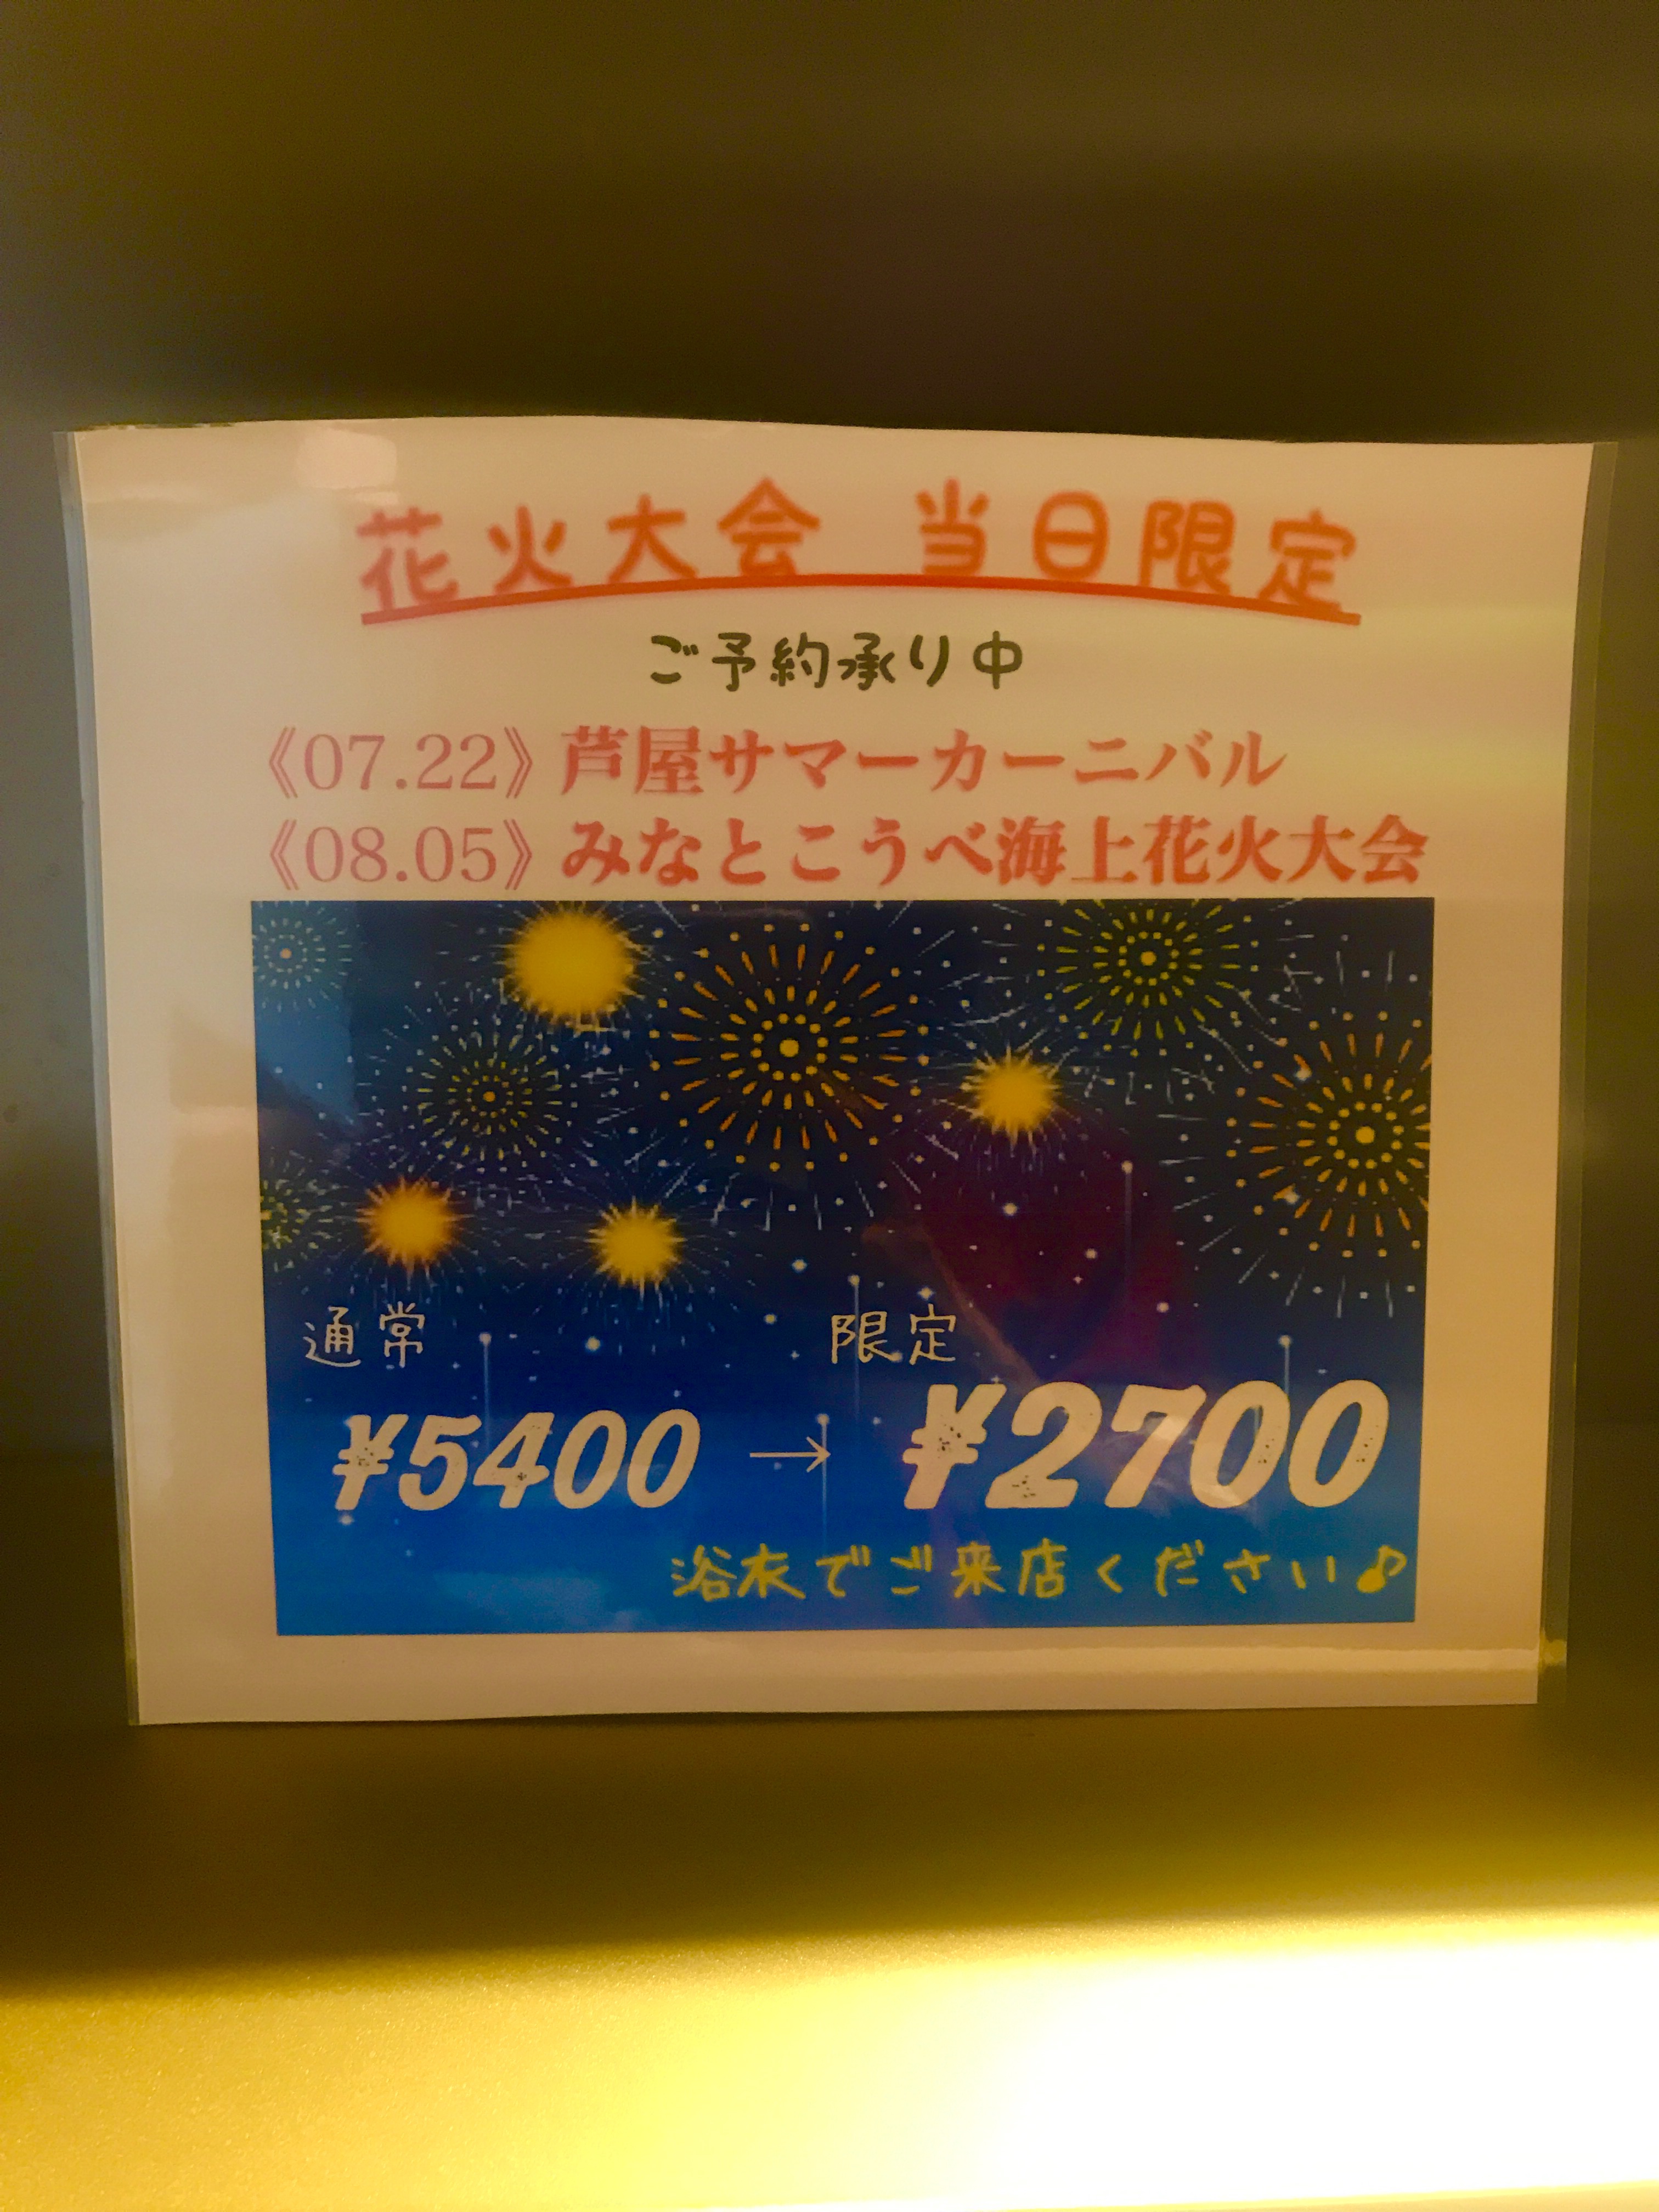 花火大会 当日限定
ご予約承り中
《07.22》芦屋サマーカーニバル
《08.05》みなとこうべ海上花火大会
通常 限定
¥5400 → ¥2700
浴衣でご来店ください♪